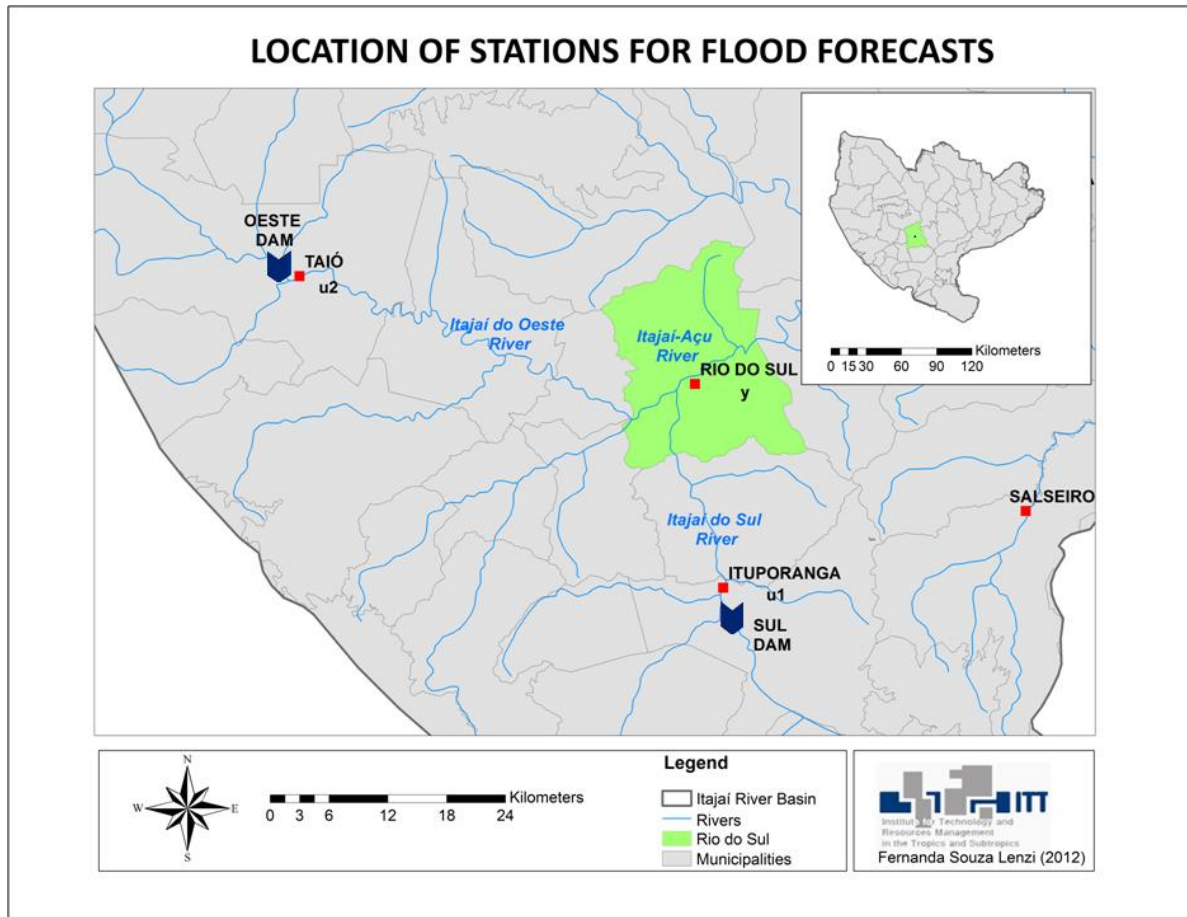 LOCATION OF STATIONS FOR FLOOD FORECASTS
OESTE
DAM
TAIÓ
u2
Itajaí do Oeste
River
Itajaí-Açu
River
RIO DO SUL
y
Kilometers
0 15 30 60 90 120
SALSEIRO
Itajaí do Sul
River
ITUPORANGA
u1
SUL
DAM
N
W E
S
Kilometers
0 3 6 12 18 24
Legend
Itajaí River Basin
Rivers
Rio do Sul
Municipalities
ITT
Institute for Technology and
Resources Management
in the Tropics and Subtropics
Fernanda Souza Lenzi (2012)